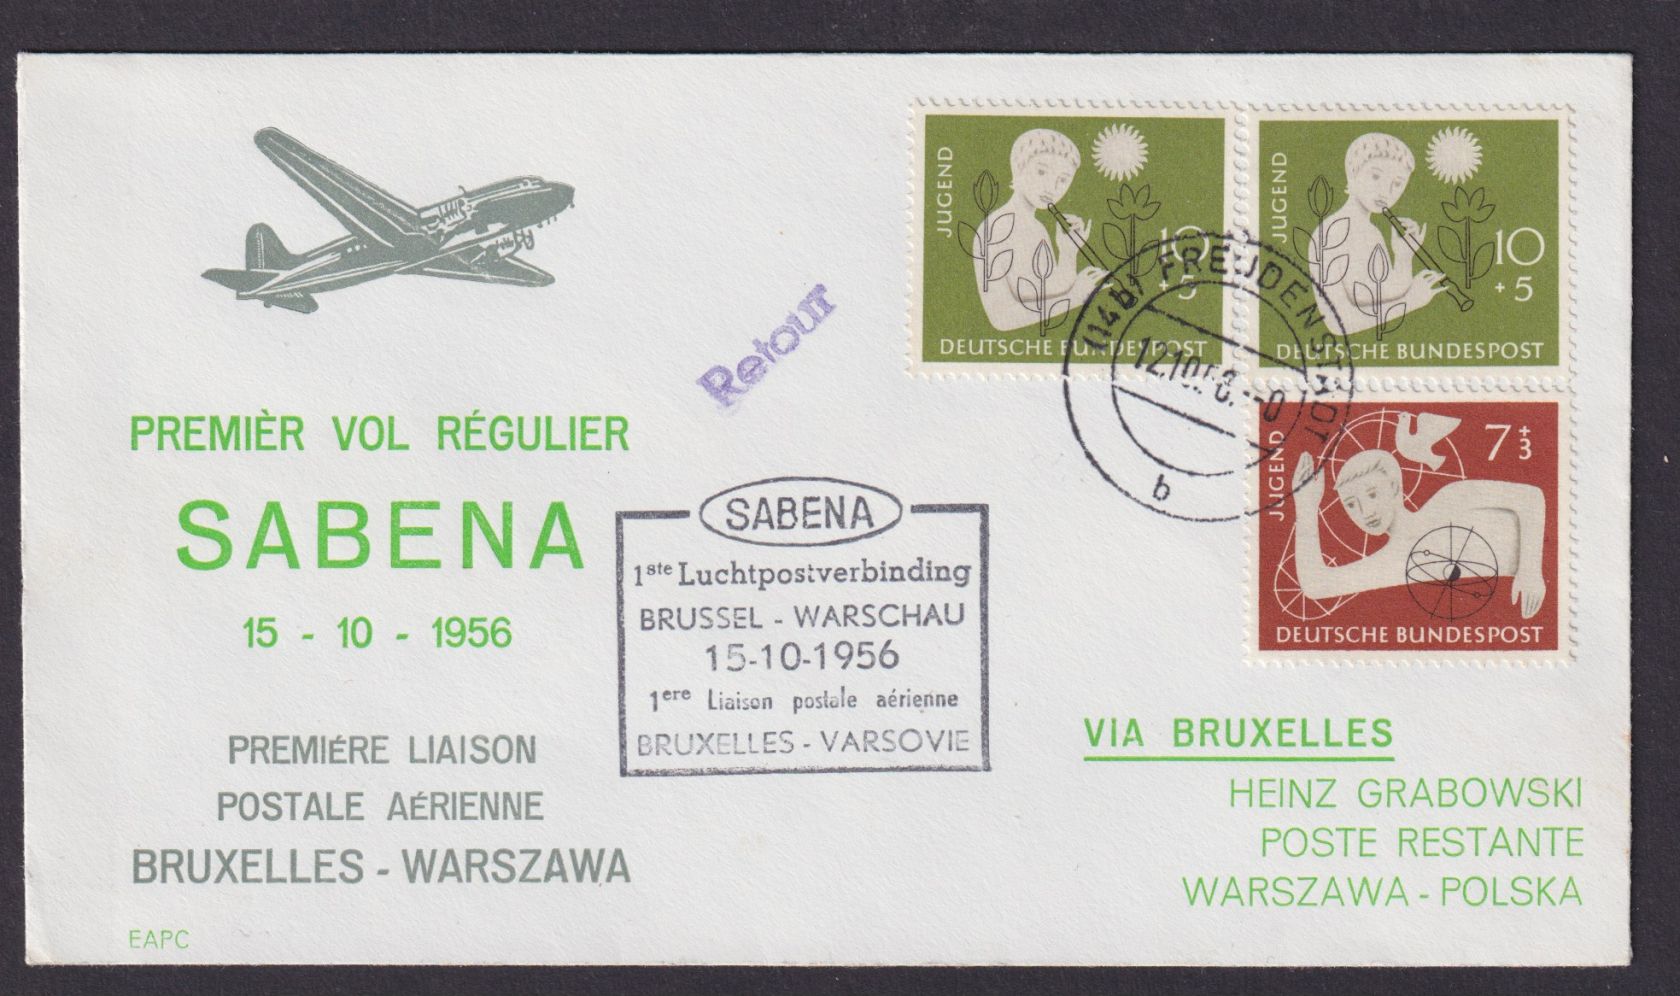 PREMIÈR VOL RÉGULIER
SABENA
15 - 10 - 1956
PREMIÉRE LIAISON
POSTALE AÉRIENNE
BRUXELLES - WARSZAWA
EAPC
Retour
SABENA
1ste Luchtpostverbinding
BRUSSEL - WARSCHAU
15-10-1956
1ere Liaison postale aérienne
BRUXELLES - VARSOVIE
JUGEND
10
+ 5
DEUTSCHE BUNDESPOST
JUGEND
10
+ 5
DEUTSCHE BUNDESPOST
(14b) FREUDENSTADT
b
JUGEND
7 + 3
DEUTSCHE BUNDESPOST
VIA BRUXELLES
HEINZ GRABOWSKI
POSTE RESTANTE
WARSZAWA - POLSKA